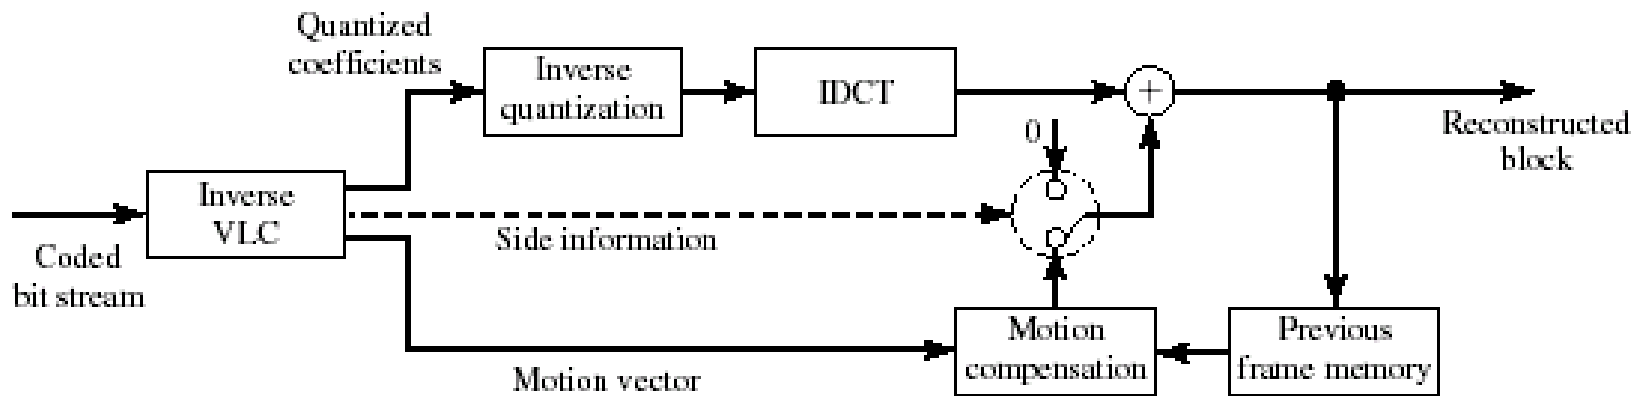 Quantized
coefficients
Inverse
quantization
IDCT
+
0
Reconstructed
block
Inverse
VLC
Side information
Coded
bit stream
Motion
compensation
Previous
frame memory
Motion vector